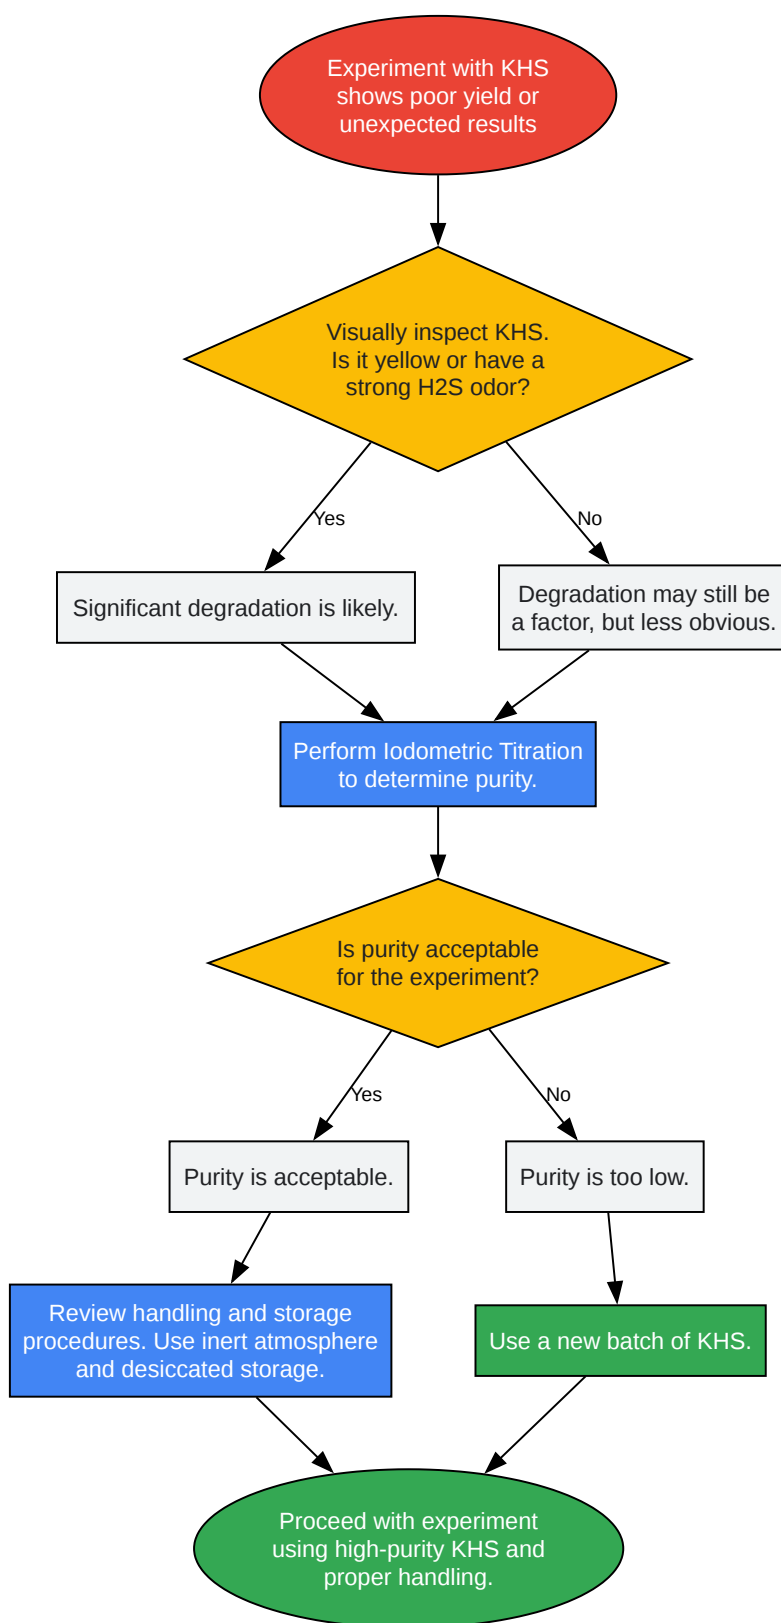 Experiment with KHS
shows poor yield or
unexpected results
Visually inspect KHS.
Is it yellow or have a
strong H2S odor?
Yes
No
Significant degradation is likely.
Degradation may still be
a factor, but less obvious.
Perform Iodometric Titration
to determine purity.
Is purity acceptable
for the experiment?
Yes
No
Purity is acceptable.
Purity is too low.
Review handling and storage
procedures. Use inert atmosphere
and desiccated storage.
Use a new batch of KHS.
Proceed with experiment
using high-purity KHS and
proper handling.